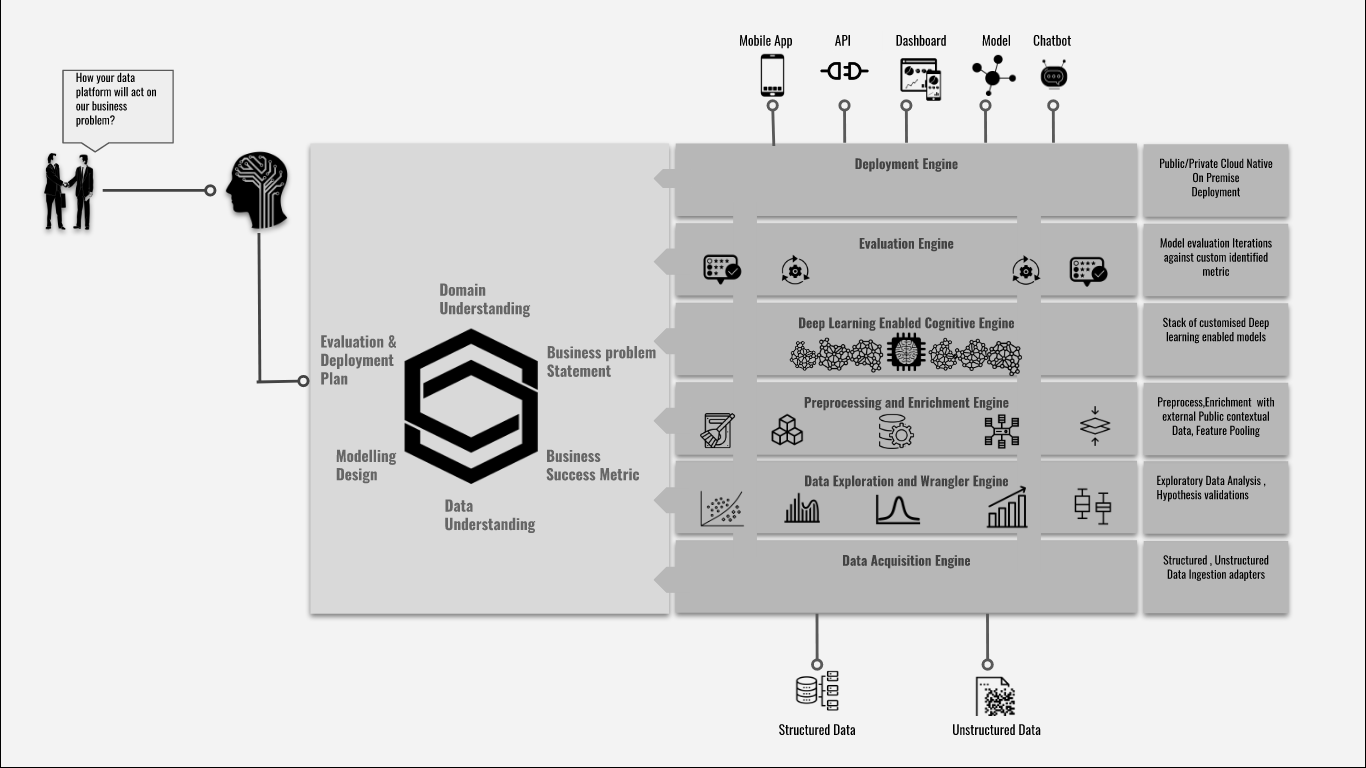 Mobile App
API
Dashboard
Model
Chatbot
How your data
platform will act on
our business
problem?
Domain
Understanding
Evaluation &
Deployment
Plan
Business problem
Statement
Modelling
Design
Business
Success Metric
Data
Understanding
Deployment Engine
Public/Private Cloud Native
On Premise
Deployment
Evaluation Engine
Model evaluation Iterations
against custom identified
metric
Deep Learning Enabled Cognitive Engine
Stack of customised Deep
learning enabled models
Preprocessing and Enrichment Engine
Preprocess,Enrichment with
external Public contextual
Data, Feature Pooling
Data Exploration and Wrangler Engine
Exploratory Data Analysis ,
Hypothesis validations
Data Acquisition Engine
Structured , Unstructured
Data Ingestion adapters
Structured Data
Unstructured Data